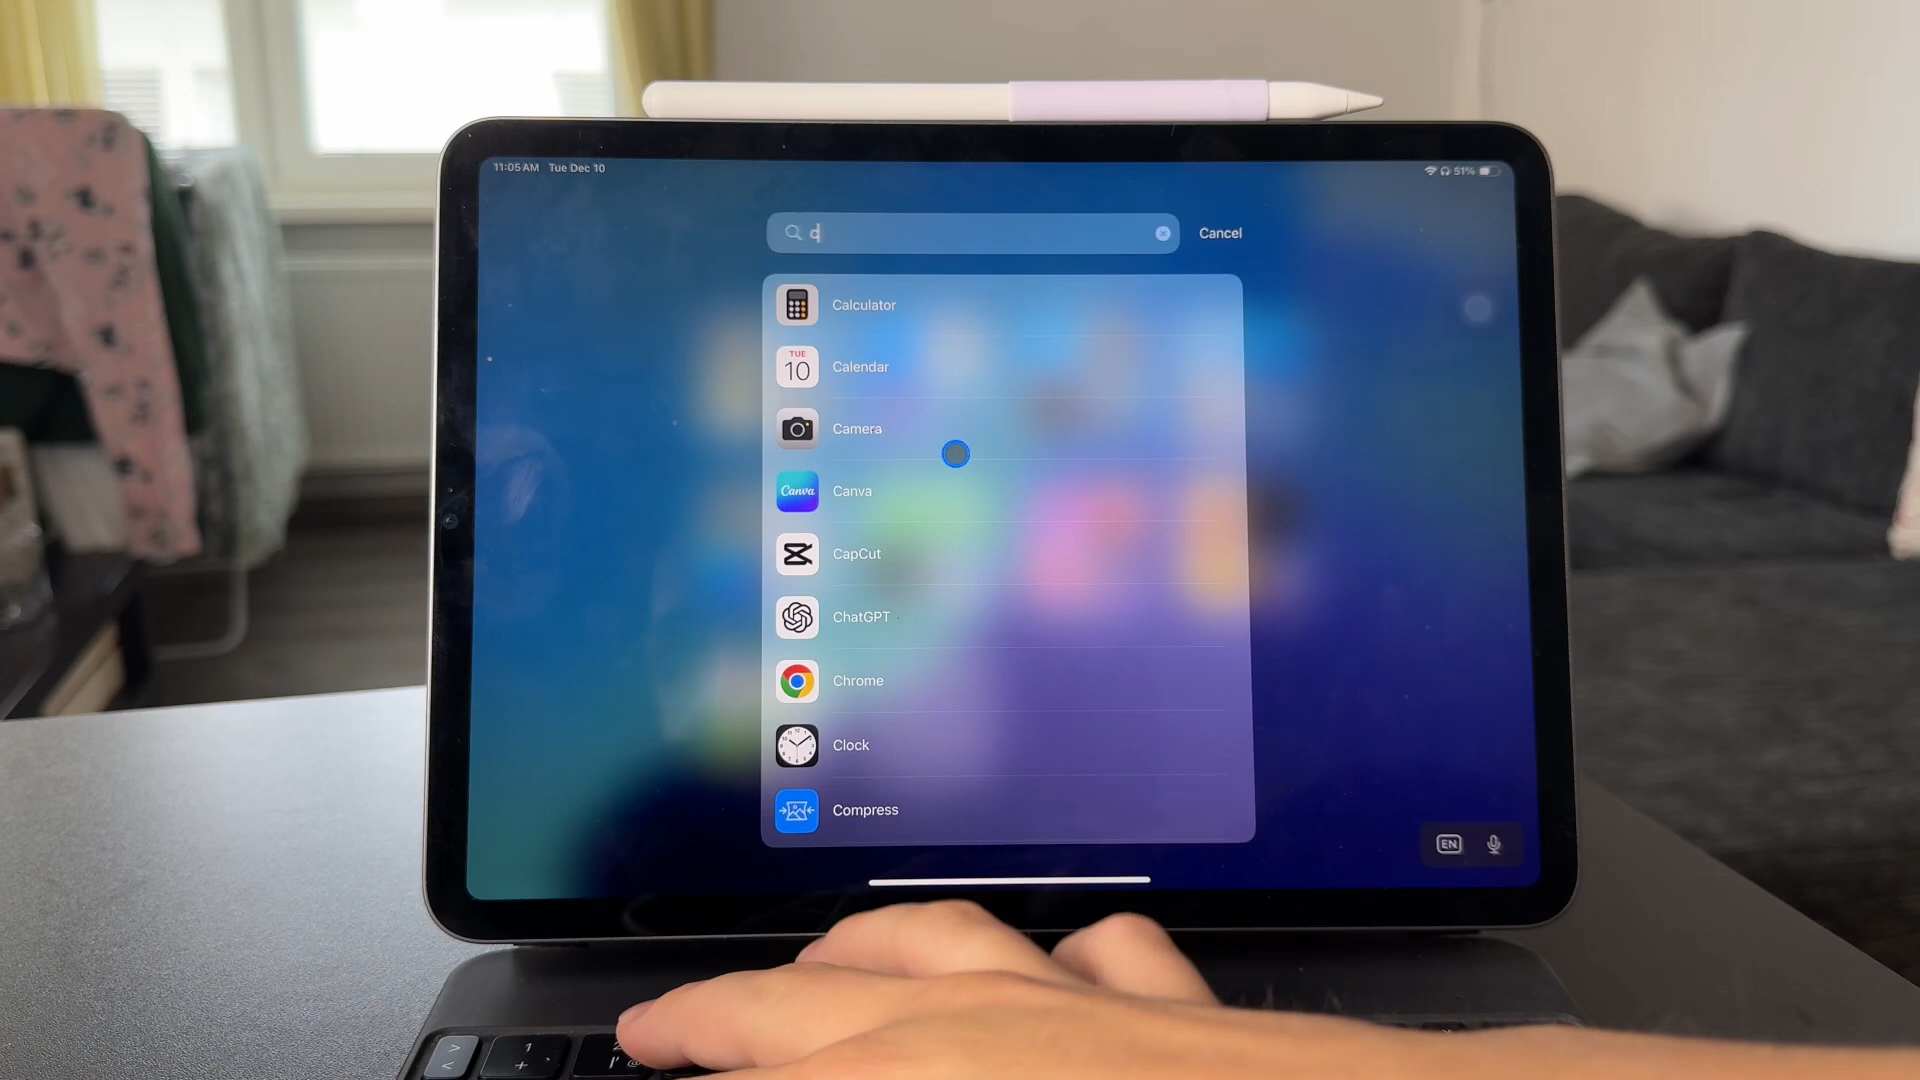 11:05 AM Tue Dec 10
51%
c
Cancel
Calculator
TUE
10
Calendar
Camera
Canva
Canva
CapCut
ChatGPT
Chrome
Clock
Compress
EN
>
<
1
+